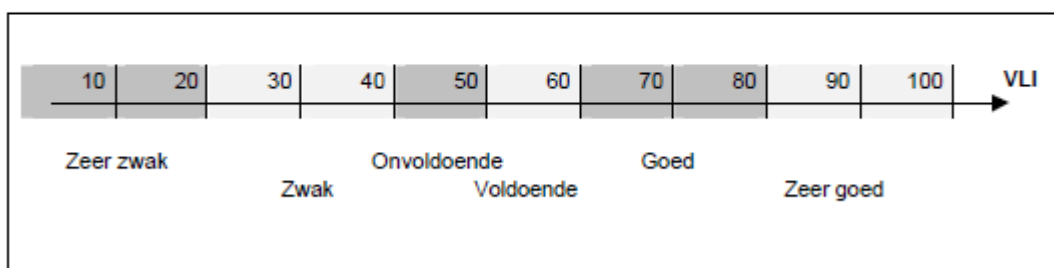 10 20 30 40 50 60 70 80 90 100 VLI
Zeer zwak Onvoldoende Goed
Zwak Voldoende Zeer goed